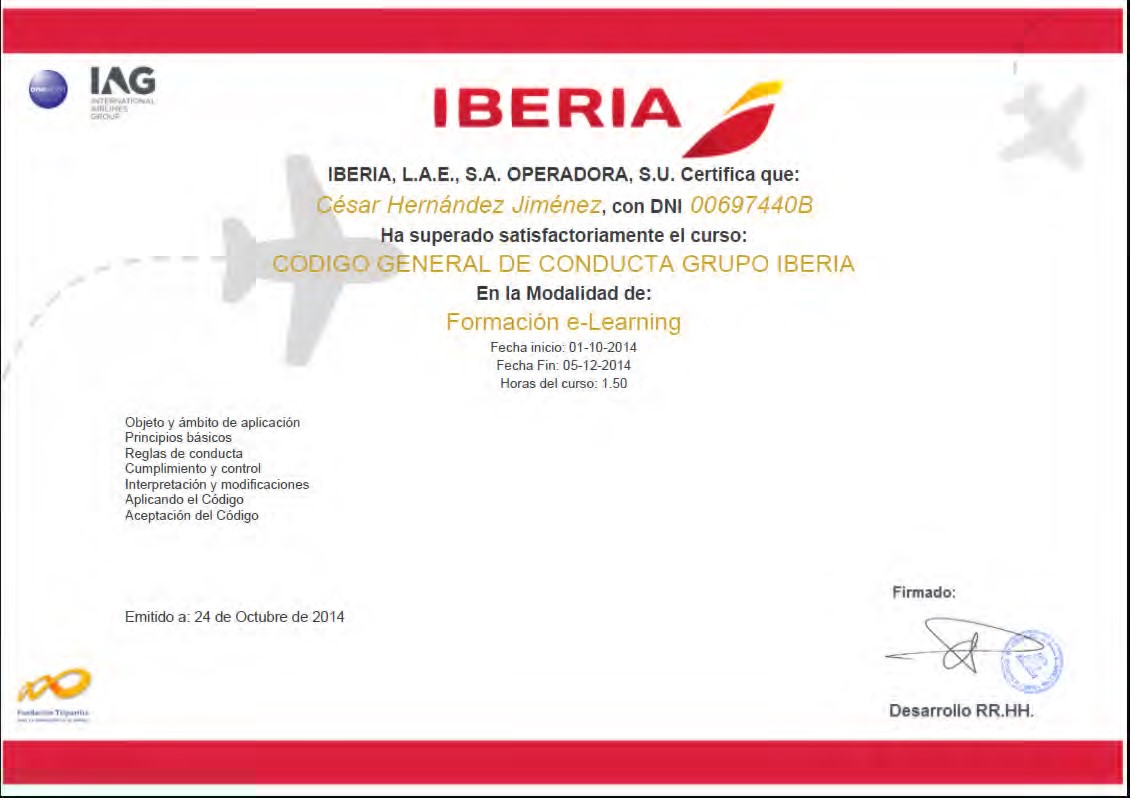 IAG
INTERNATIONAL
AIRLINES
GROUP
IBERIA
IBERIA, L.A.E., S.A. OPERADORA, S.U. Certifica que:
César Hernández Jiménez, con DNI 00697440B
Ha superado satisfactoriamente el curso:
CODIGO GENERAL DE CONDUCTA GRUPO IBERIA
En la Modalidad de:
Formación e-Learning
Fecha inicio: 01-10-2014
Fecha Fin: 05-12-2014
Horas del curso: 1.50
Objeto y ámbito de aplicación
Principios básicos
Reglas de conducta
Cumplimiento y control
Interpretación y modificaciones
Aplicando el Código
Aceptación del Código
Emitido a: 24 de Octubre de 2014
Firmado:
Fundación Tripartita
Desarrollo RR.HH.